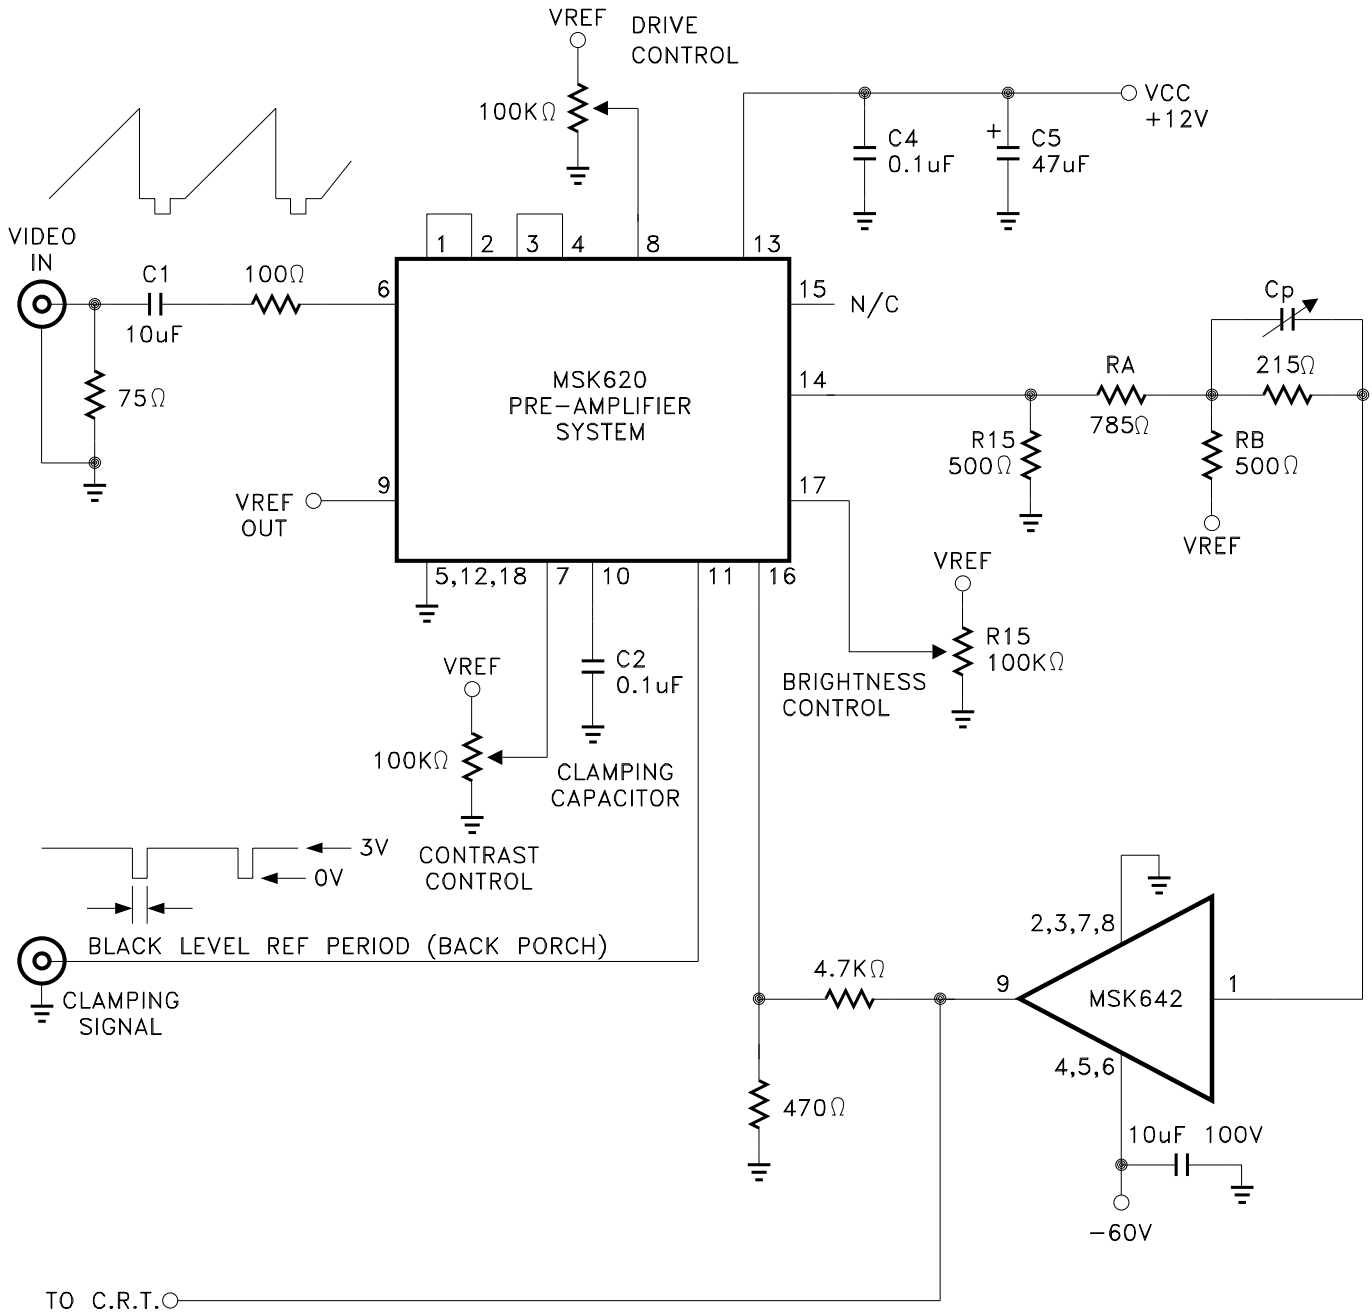 VREF
DRIVE
CONTROL
100KΩ
VCC
+12V
C4
0.1uF
+
C5
47uF
VIDEO
IN
C1
10uF
100Ω
75Ω
1
2
3
4
8
13
6
15
N/C
14
MSK620
PRE-AMPLIFIER
SYSTEM
9
VREF
OUT
17
5,12,18
7
10
11
16
Cp
RA
785Ω
215Ω
R15
500Ω
RB
500Ω
VREF
VREF
R15
100KΩ
BRIGHTNESS
CONTROL
VREF
100KΩ
C2
0.1uF
CLAMPING
CAPACITOR
CONTRAST
CONTROL
3V
0V
BLACK LEVEL REF PERIOD (BACK PORCH)
CLAMPING
SIGNAL
4.7KΩ
9
2,3,7,8
MSK642
1
4,5,6
470Ω
10uF 100V
-60V
TO C.R.T.